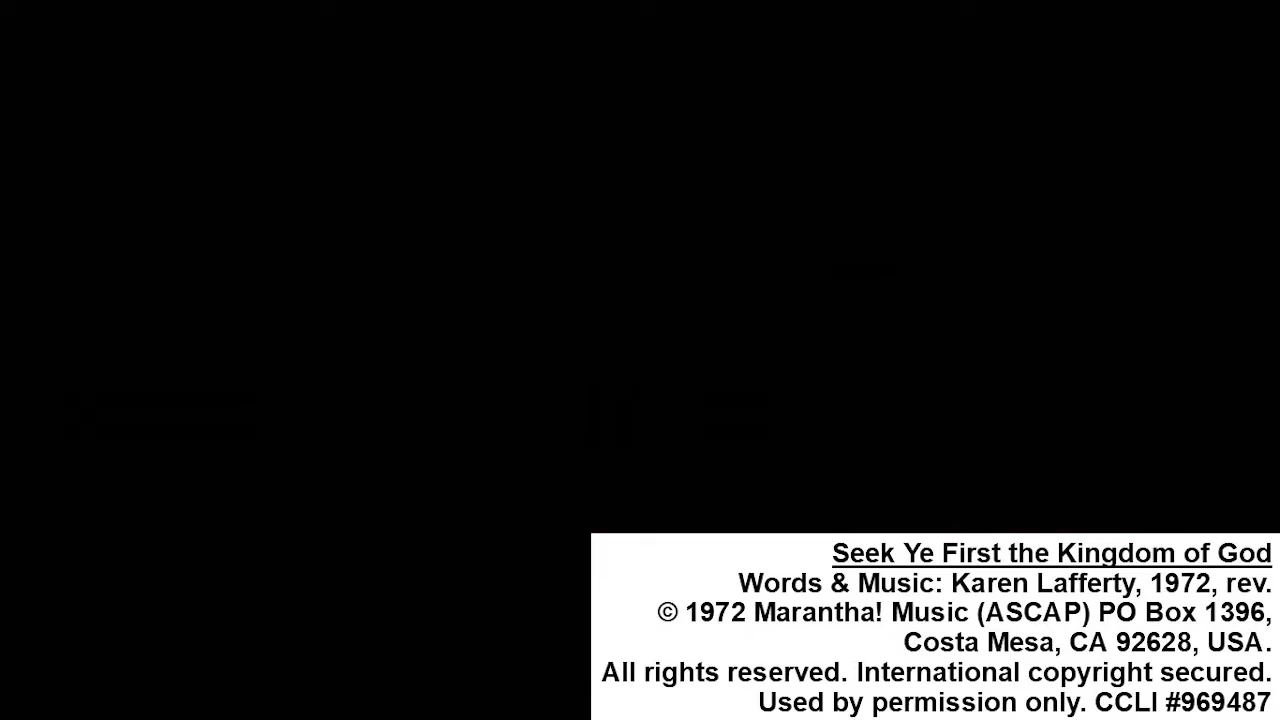 Seek Ye First the Kingdom of God
Words & Music: Karen Lafferty, 1972, rev.
© 1972 Marantha! Music (ASCAP) PO Box 1396,
Costa Mesa, CA 92628, USA.
All rights reserved. International copyright secured.
Used by permission only. CCLI #969487